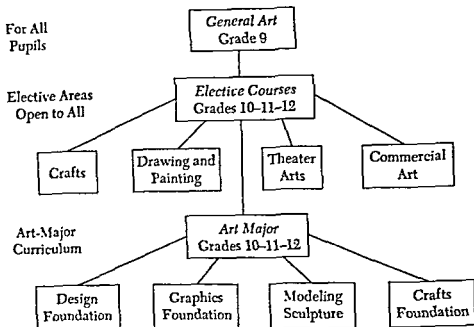 For All
Pupils
General Art
Grade 9
Elective Areas
Open to All
Elective Courses
Grades 10–11–12
Crafts
Drawing and
Painting
Theater
Arts
Commercial
Art
Art-Major
Curriculum
Art Major
Grades 10–11–12
Design
Foundation
Graphics
Foundation
Modeling
Sculpture
Crafts
Foundation